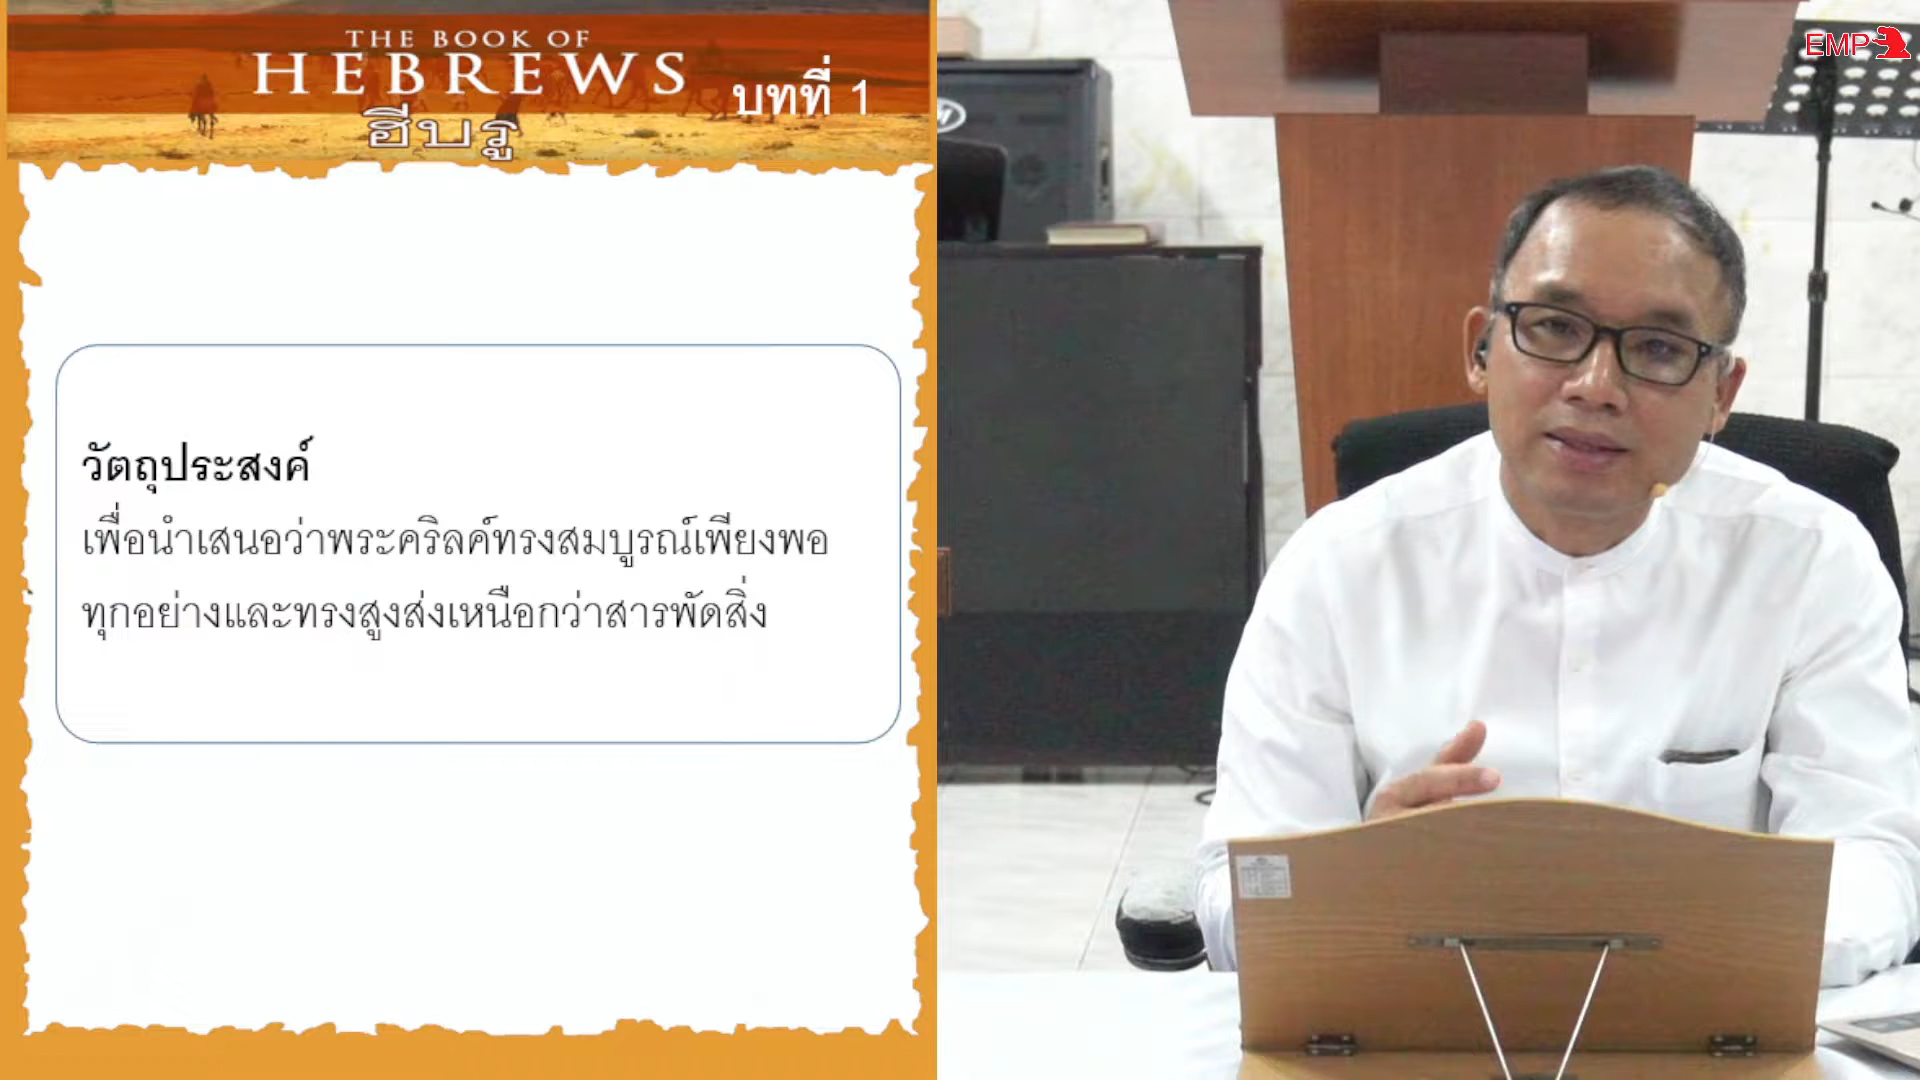 THE BOOK OF
HEBREWS
ฮีบรู
บทที่ 1
EMP
วัตถุประสงค์
เพื่อนำเสนอว่าพระคริลค์ทรงสมบูรณ์เพียงพอ
ทุกอย่างและทรงสูงส่งเหนือกว่าสารพัดสิ่ง